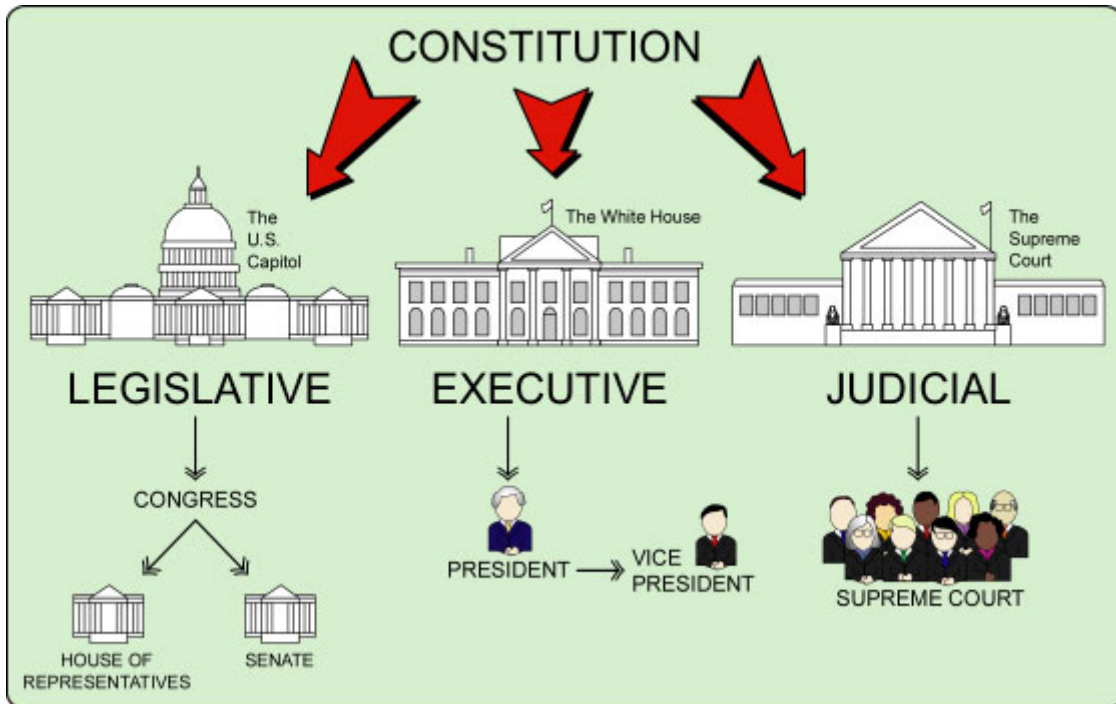 CONSTITUTION
The
U.S.
Capitol
The White House
The
Supreme
Court
LEGISLATIVE
EXECUTIVE
JUDICIAL
CONGRESS
HOUSE OF
REPRESENTATIVES
SENATE
PRESIDENT
VICE
PRESIDENT
SUPREME COURT